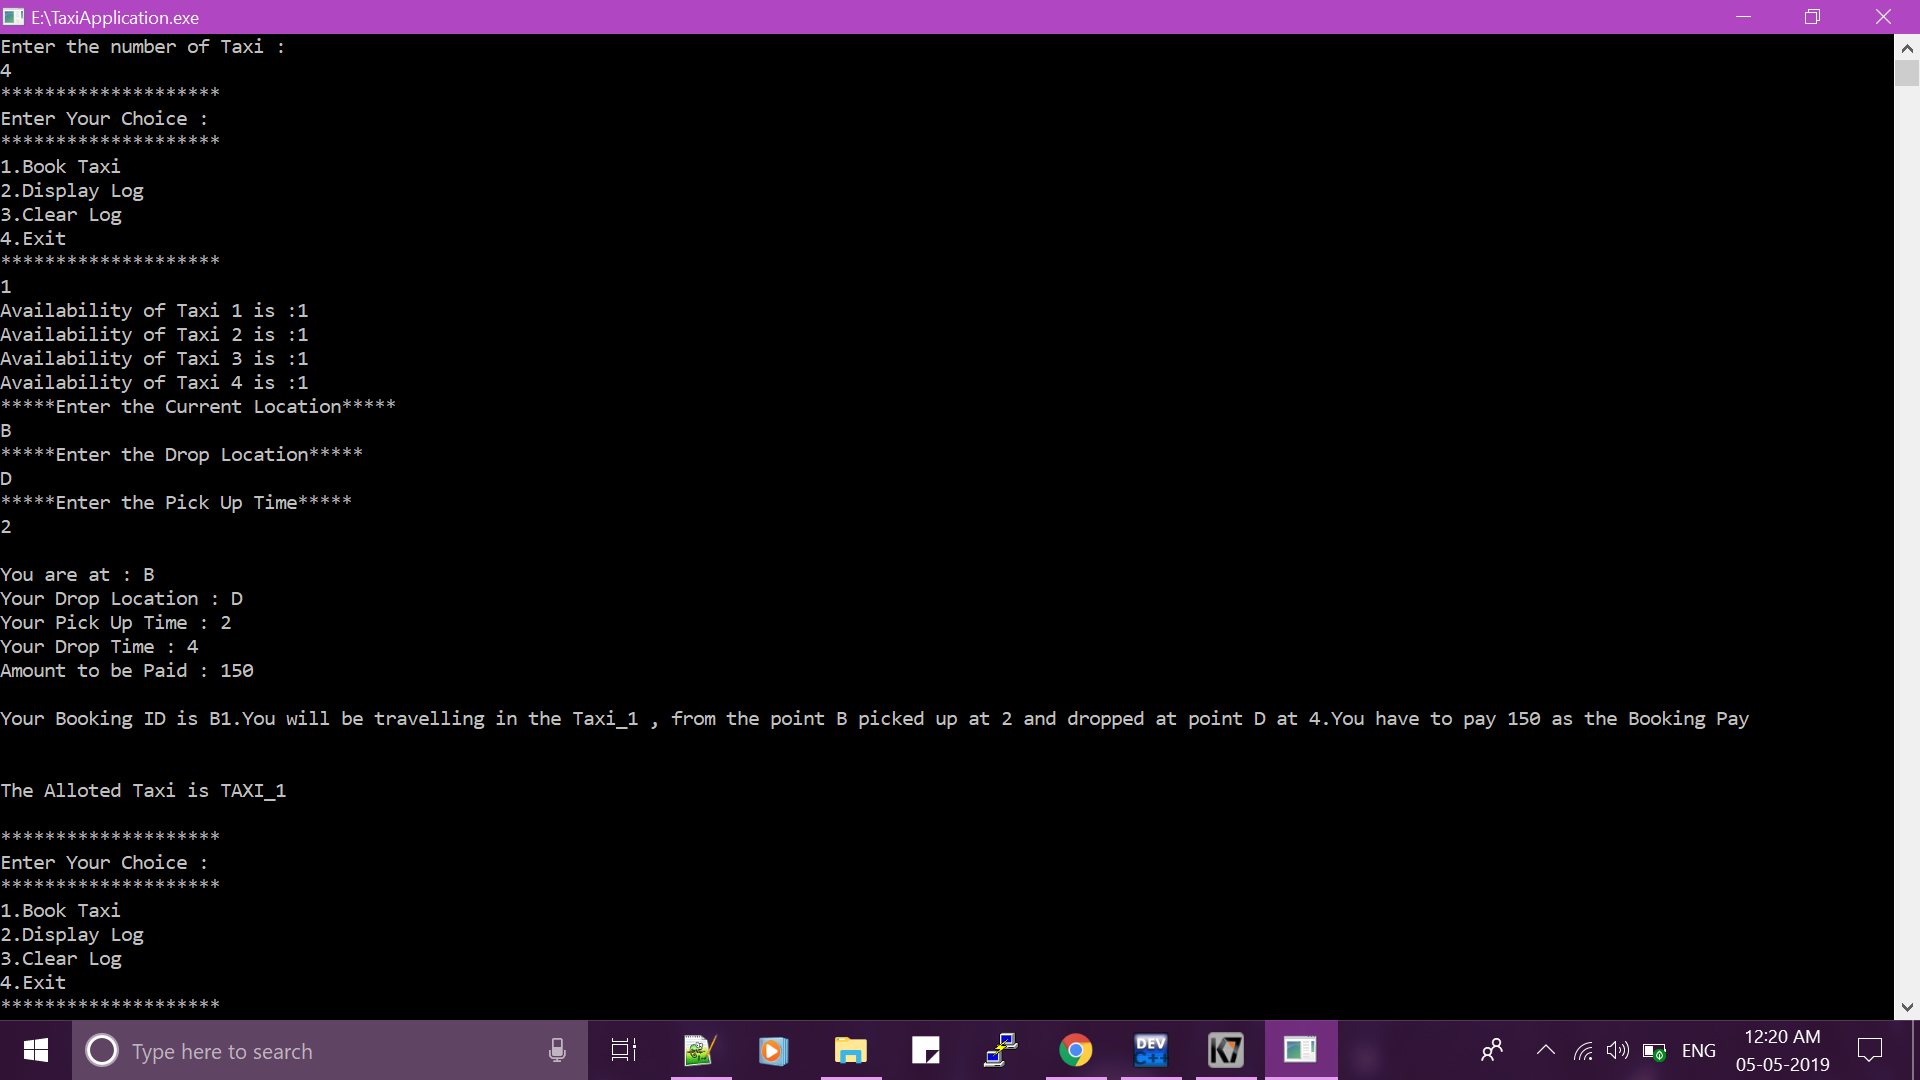 E:\TaxiApplication.exe
Enter the number of Taxi :
4
********************
Enter Your Choice :
********************
1.Book Taxi
2.Display Log
3.Clear Log
4.Exit
********************
1
Availability of Taxi 1 is :1
Availability of Taxi 2 is :1
Availability of Taxi 3 is :1
Availability of Taxi 4 is :1
*****Enter the Current Location*****
B
*****Enter the Drop Location*****
D
*****Enter the Pick Up Time*****
2
You are at : B
Your Drop Location : D
Your Pick Up Time : 2
Your Drop Time : 4
Amount to be Paid : 150
Your Booking ID is B1.You will be travelling in the Taxi_1 , from the point B picked up at 2 and dropped at point D at 4.You have to pay 150 as the Booking Pay
The Alloted Taxi is TAXI_1
********************
Enter Your Choice :
********************
1.Book Taxi
2.Display Log
3.Clear Log
4.Exit
********************
Type here to search
DEV
C++
K7
ENG
12:20 AM
05-05-2019